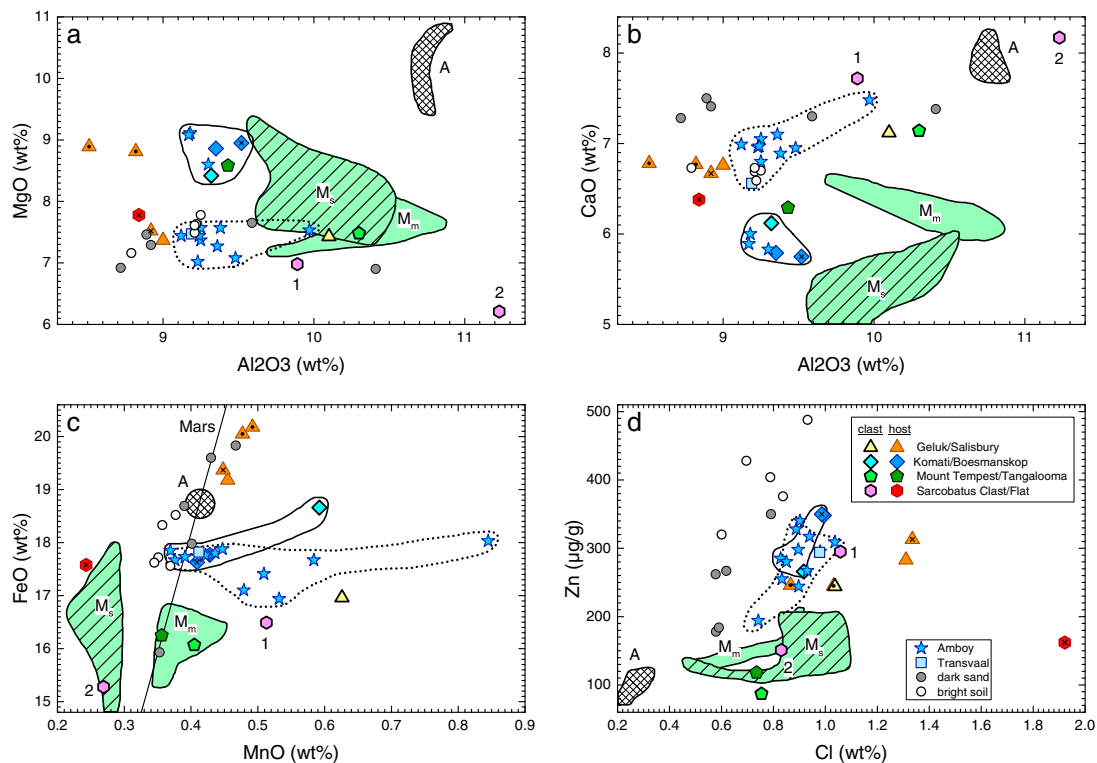 a
11
10
9
8
7
6
MgO (wt%)
A
Ms
Mm
1
2
9
10
11
Al2O3 (wt%)
b
8
7
6
5
CaO (wt%)
1
A
2
Mm
Ms
9
10
11
Al2O3 (wt%)
c
20
19
18
17
16
15
FeO (wt%)
Mars
A
Ms
Mm
1
2
0.2 0.3 0.4 0.5 0.6 0.7 0.8 0.9
MnO (wt%)
d
500
400
300
200
100
Zn (µg/g)
clast host
Geluk/Salisbury
Komati/Boesmanskop
Mount Tempest/Tangalooma
Sarcobatus Clast/Flat
1
Mm
Ms
2
A
Amboy
Transvaal
dark sand
bright soil
0.2 0.4 0.6 0.8 1.0 1.2 1.4 1.6 1.8 2.0
Cl (wt%)